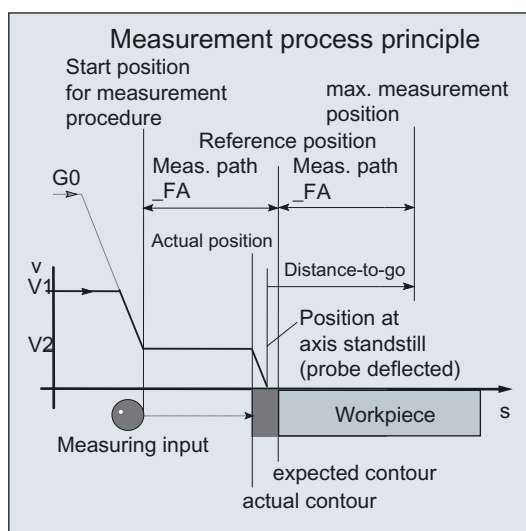 Measurement process principle
Start position
for measurement
procedure
max. measurement
position
Reference position
Meas. path
_FA
Meas. path
_FA
G0
Actual position
v
V1
Distance-to-go
Position at
axis standstill
(probe deflected)
V2
s
Workpiece
Measuring input
expected contour
actual contour